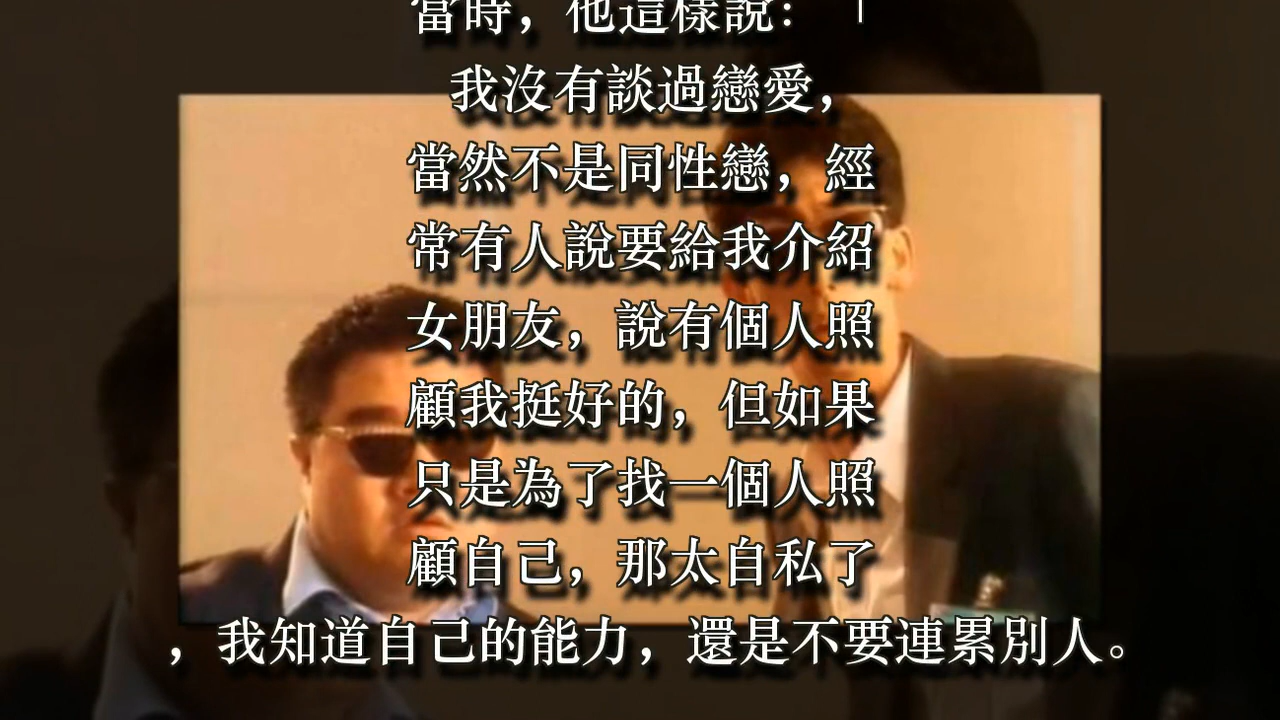 當時，他這樣說：「
我沒有談過戀愛，
當然不是同性戀，經
常有人說要給我介紹
女朋友，說有個人照
顧我挺好的，但如果
只是為了找一個人照
顧自己，那太自私了
，我知道自己的能力，還是不要連累別人。